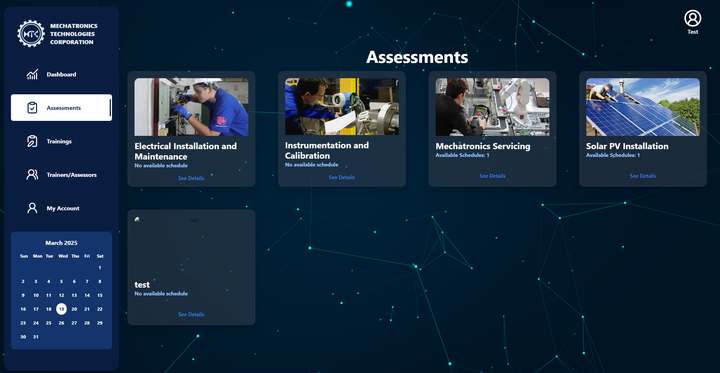 MTC
MECHATRONICS
TECHNOLOGIES
CORPORATION
Dashboard
Assessments
Trainings
Trainers/Assessors
My Account
March 2025
Sun Mon Tue Wed Thu Fri Sat
1
2 3 4 5 6 7 8
9 10 11 12 13 14 15
16 17 18 19 20 21 22
23 24 25 26 27 28 29
30 31
Test
Assessments
Electrical Installation and
Maintenance
No available schedule
See Details
Instrumentation and
Calibration
No available schedule
See Details
Mechatronics Servicing
Available Schedules: 1
See Details
Solar PV Installation
Available Schedules: 1
See Details
test
No available schedule
See Details